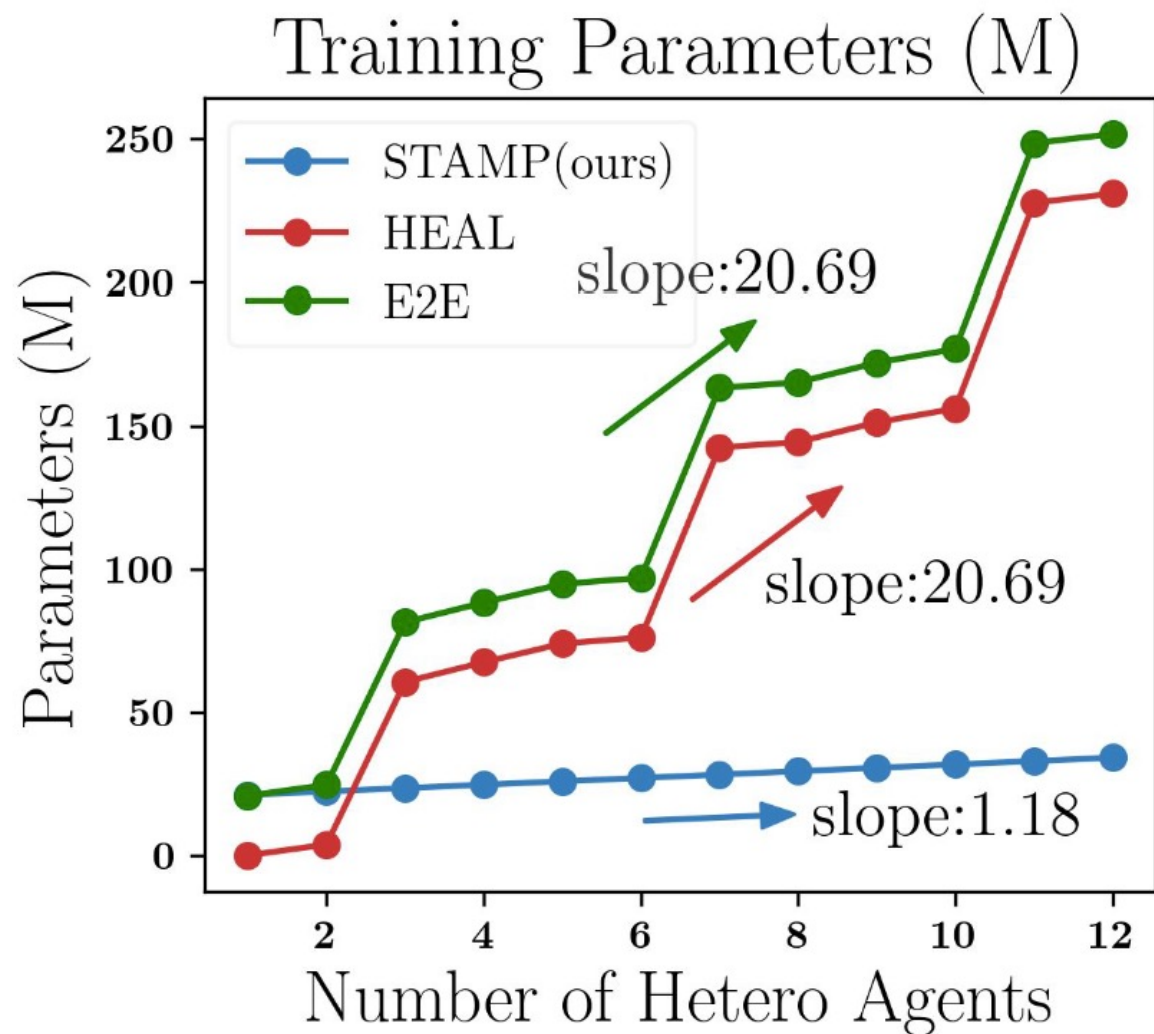 Training Parameters (M)
Parameters (M)
250
200
150
100
50
0
STAMP(ours)
HEAL
E2E
slope:20.69
slope:20.69
slope:1.18
2 4 6 8 10 12
Number of Hetero Agents